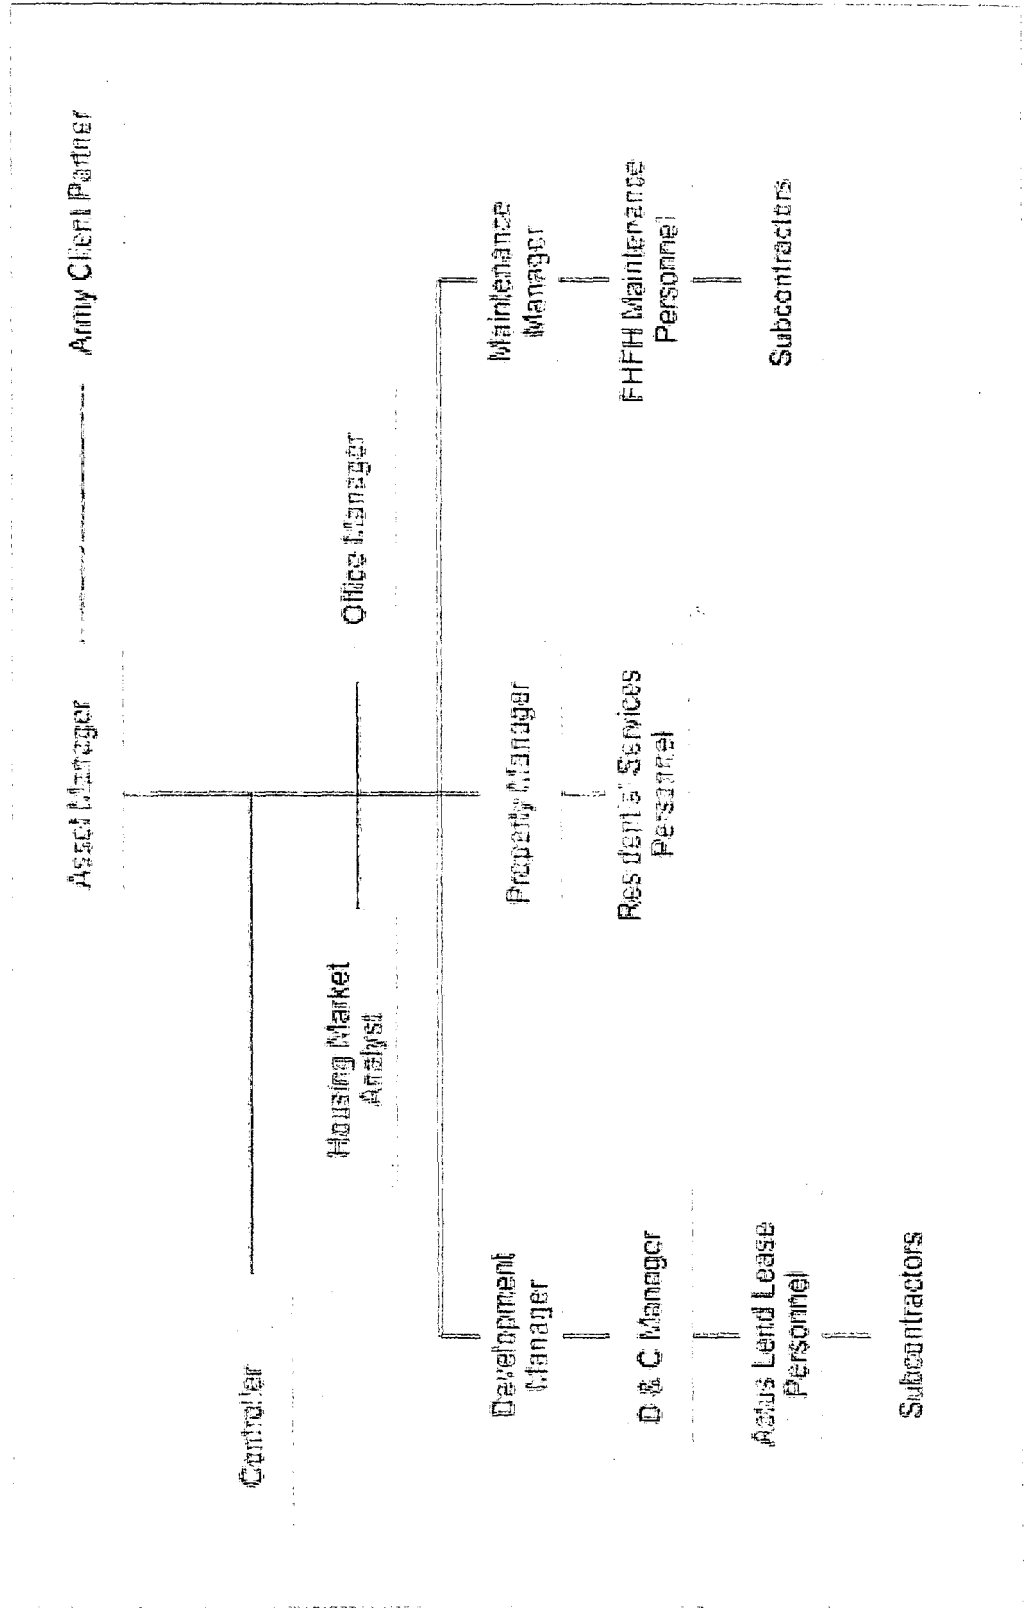 Asset Manager
Army Client Partner
Controller
Housing Market
Analyst
Office Manager
Development
Manager
Property Manager
Maintenance
Manager
D & C Manager
Residents' Services
Personnel
FHFH Maintenance
Personnel
Actus Lend Lease
Personnel
Subcontractors
Subcontractors